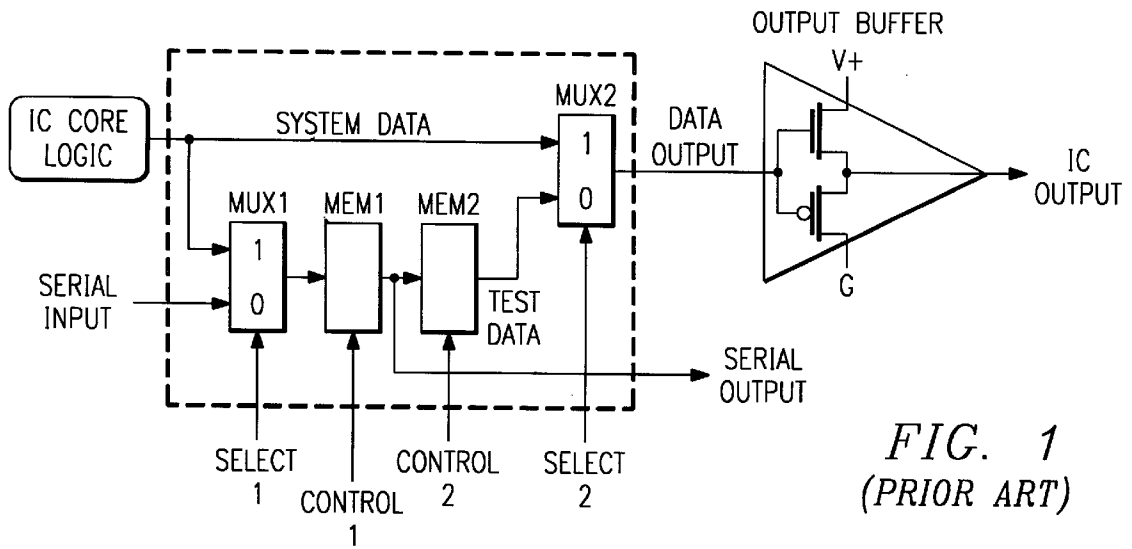 OUTPUT BUFFER
V+
MUX2
IC CORE
LOGIC
SYSTEM DATA
1
0
DATA
OUTPUT
IC
OUTPUT
MUX1
MEM1
MEM2
1
0
SERIAL
INPUT
TEST
DATA
G
SERIAL
OUTPUT
SELECT
1
CONTROL
1
CONTROL
2
SELECT
2
FIG. 1
(PRIOR ART)